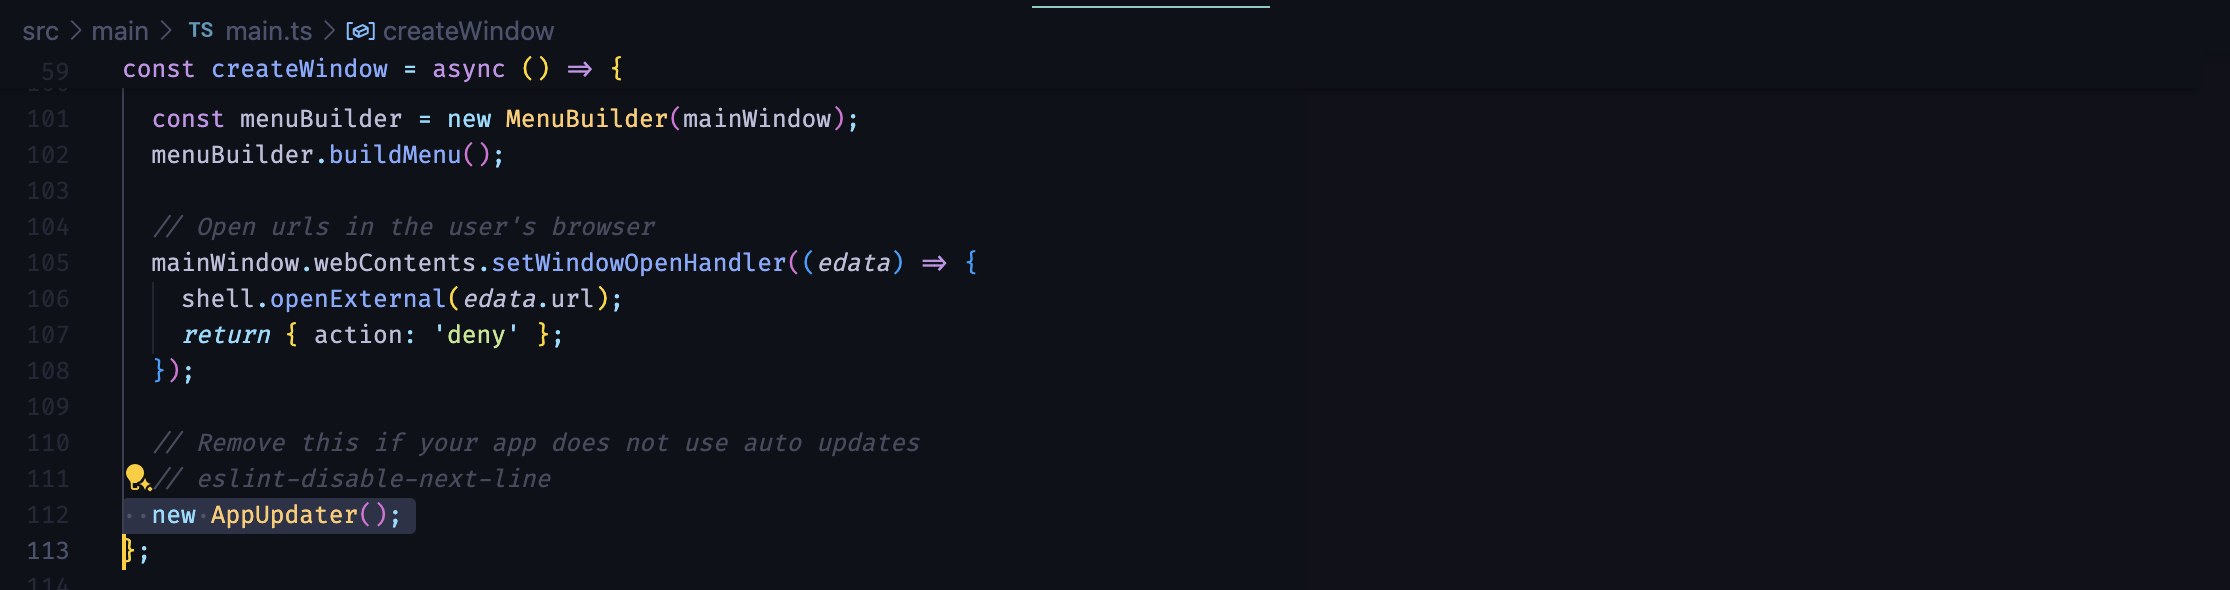 src > main > TS main.ts > createWindow
59 const createWindow = async () => {
101 const menuBuilder = new MenuBuilder(mainWindow);
102 menuBuilder.buildMenu();
103
104 // Open urls in the user's browser
105 mainWindow.webContents.setWindowOpenHandler((edata) => {
106 shell.openExternal(edata.url);
107 return { action: 'deny' };
108 });
109
110 // Remove this if your app does not use auto updates
111 // eslint-disable-next-line
112 new AppUpdater();
113 };
114